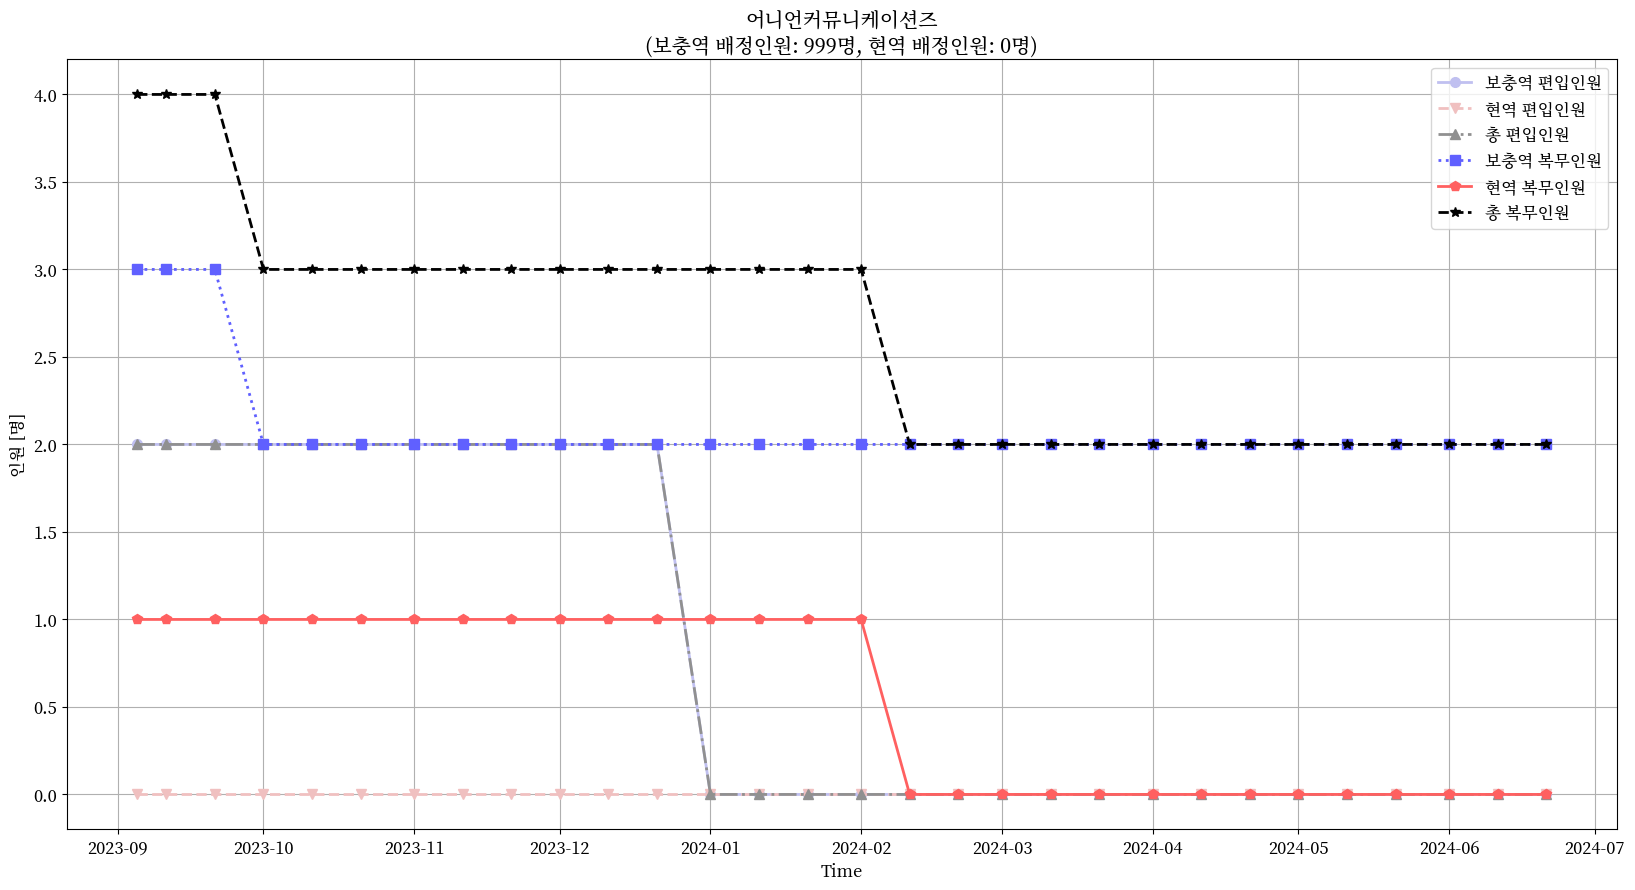 어니언커뮤니케이션즈
(보충역 배정인원: 999명, 현역 배정인원: 0명)
보충역 편입인원
현역 편입인원
총 편입인원
보충역 복무인원
현역 복무인원
총 복무인원
4.0
3.5
3.0
2.5
2.0
1.5
1.0
0.5
0.0
인원 [명]
2023-09 2023-10 2023-11 2023-12 2024-01 2024-02 2024-03 2024-04 2024-05 2024-06 2024-07
Time